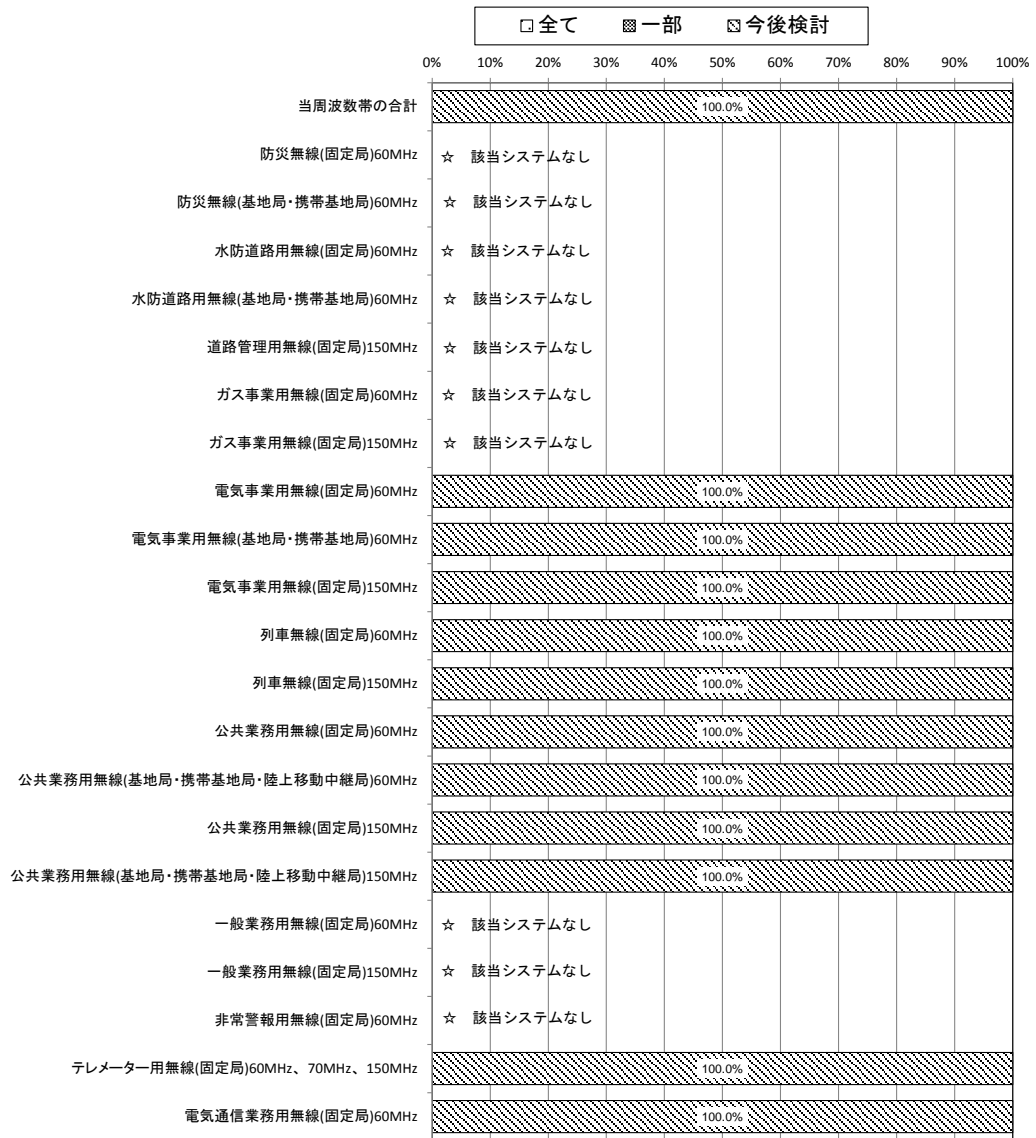 全て 一部 今後検討
0% 10% 20% 30% 40% 50% 60% 70% 80% 90% 100%
当周波数帯の合計 100.0%
防災無線(固定局)60MHz ☆ 該当システムなし
防災無線(基地局・携帯基地局)60MHz ☆ 該当システムなし
水防道路用無線(固定局)60MHz ☆ 該当システムなし
水防道路用無線(基地局・携帯基地局)60MHz ☆ 該当システムなし
道路管理用無線(固定局)150MHz ☆ 該当システムなし
ガス事業用無線(固定局)60MHz ☆ 該当システムなし
ガス事業用無線(固定局)150MHz ☆ 該当システムなし
電気事業用無線(固定局)60MHz 100.0%
電気事業用無線(基地局・携帯基地局)60MHz 100.0%
電気事業用無線(固定局)150MHz 100.0%
列車無線(固定局)60MHz 100.0%
列車無線(固定局)150MHz 100.0%
公共業務用無線(固定局)60MHz 100.0%
公共業務用無線(基地局・携帯基地局・陸上移動中継局)60MHz 100.0%
公共業務用無線(固定局)150MHz 100.0%
公共業務用無線(基地局・携帯基地局・陸上移動中継局)150MHz 100.0%
一般業務用無線(固定局)60MHz ☆ 該当システムなし
一般業務用無線(固定局)150MHz ☆ 該当システムなし
非常警報用無線(固定局)60MHz ☆ 該当システムなし
テレメーター用無線(固定局)60MHz、70MHz、150MHz 100.0%
電気通信業務用無線(固定局)60MHz 100.0%